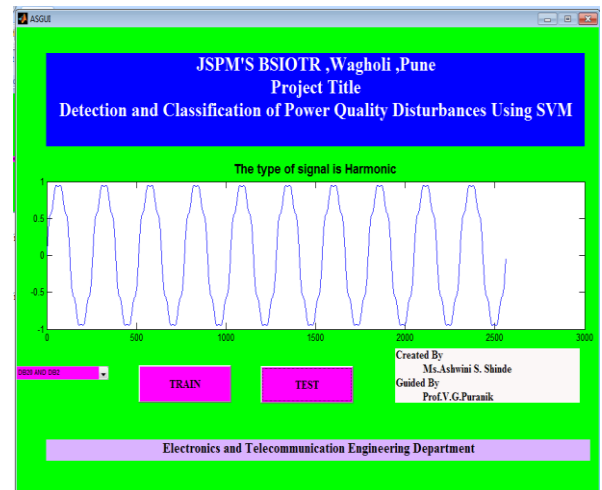 ASGUI
JSPM'S BSIOTR ,Wagholi ,Pune
Project Title
Detection and Classification of Power Quality Disturbances Using SVM
The type of signal is Harmonic
1
0.5
0
-0.5
-1
0 500 1000 1500 2000 2500 3000
DB29 AND DB2
TRAIN
TEST
Created By
Ms.Ashwini S. Shinde
Guided By
Prof.V.G.Puranik
Electronics and Telecommunication Engineering Department